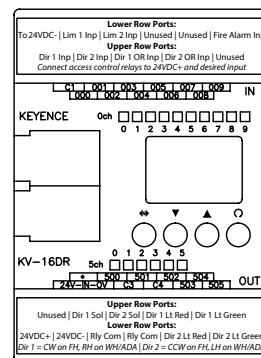 Lower Row Ports:
To 24VDC- | Lim 1 Inp | Lim 2 Inp | Unused | Unused | Fire Alarm In
Upper Row Ports:
Dir 1 Inp | Dir 2 Inp | Dir 1 OR Inp | Dir 2 OR Inp | Unused
Connect access control relays to 24VDC+ and desired input
C1 001 003 005 007 009
000 002 004 006 008 IN
KEYENCE
0ch
0 1 2 3 4 5 6 7 8 9
0 1 2 3 4 5
KV-16DR
5ch
• 500 501 502 504
24V-IN-0V C3 C4 503 505 OUT
Upper Row Ports:
Unused | Dir 1 Sol | Dir 2 Sol | Dir 1 Lt Red | Dir 1 Lt Green
Lower Row Ports:
24VDC+ | 24VDC- | Rly Com | Rly Com | Dir 2 Lt Red | Dir 2 Lt Green
Dir 1 = CW on FH, RH on WH/ADA | Dir 2 = CCW on FH, LH on WH/ADA